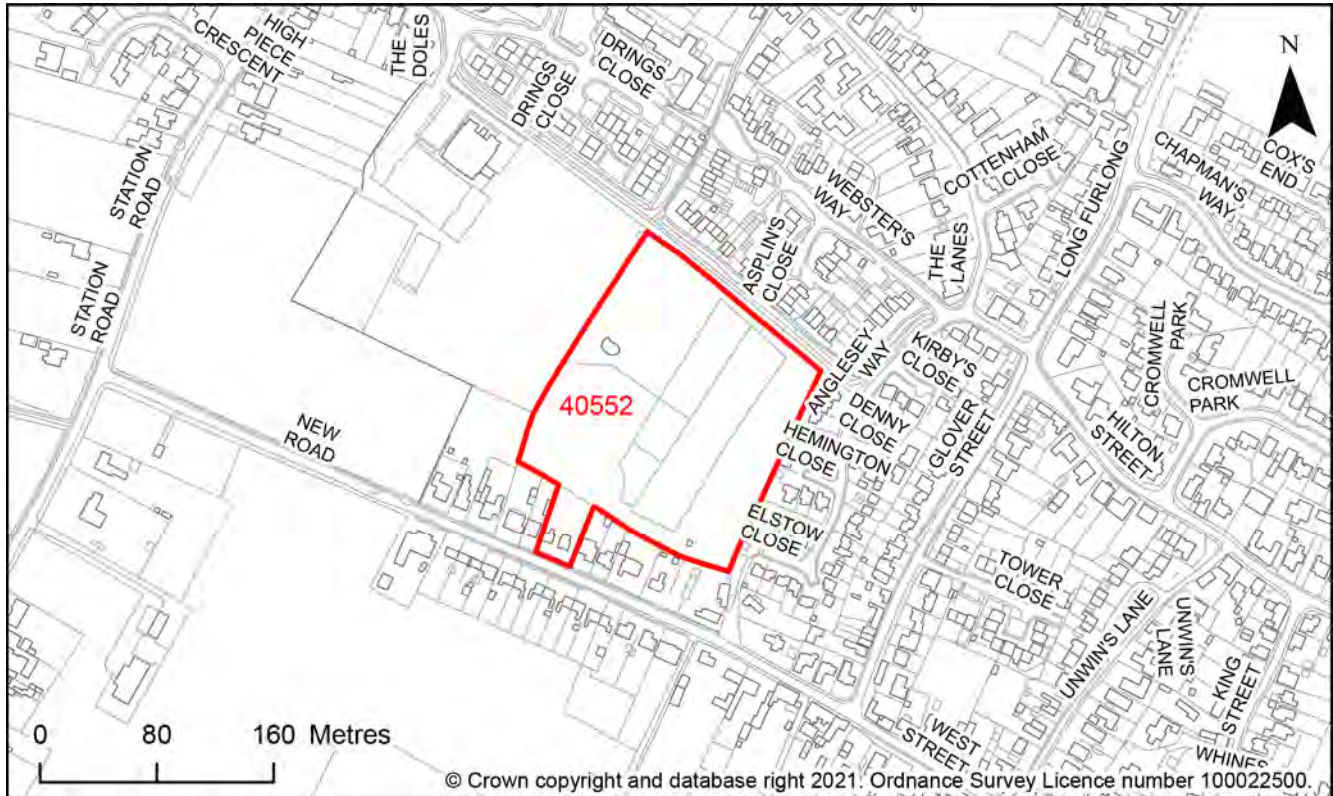 HIGH
PIECE
CRESCENT
THE
DOLES
DRINGS
CLOSE
DRINGS
CLOSE
N
STATION
ROAD
STATION
ROAD
WEBSTER'S
WAY
COTTENHAM
CLOSE
LONG FURLONG
CHAPMAN'S
WAY
COX'S
END
ASPLIN'S
CLOSE
THE
LANES
ANGLESEY
WAY
KIRBY'S
CLOSE
CROMWELL
PARK
CROMWELL
PARK
40552
NEW
ROAD
DENNY
CLOSE
HEMINGTON
CLOSE
GLOVER
STREET
HILTON
STREET
ELSTOW
CLOSE
TOWER
CLOSE
UNWIN'S LANE
UNWIN'S
LANE
KING
STREET
WEST
STREET
WHINES
0 80 160 Metres
© Crown copyright and database right 2021. Ordnance Survey Licence number 100022500.